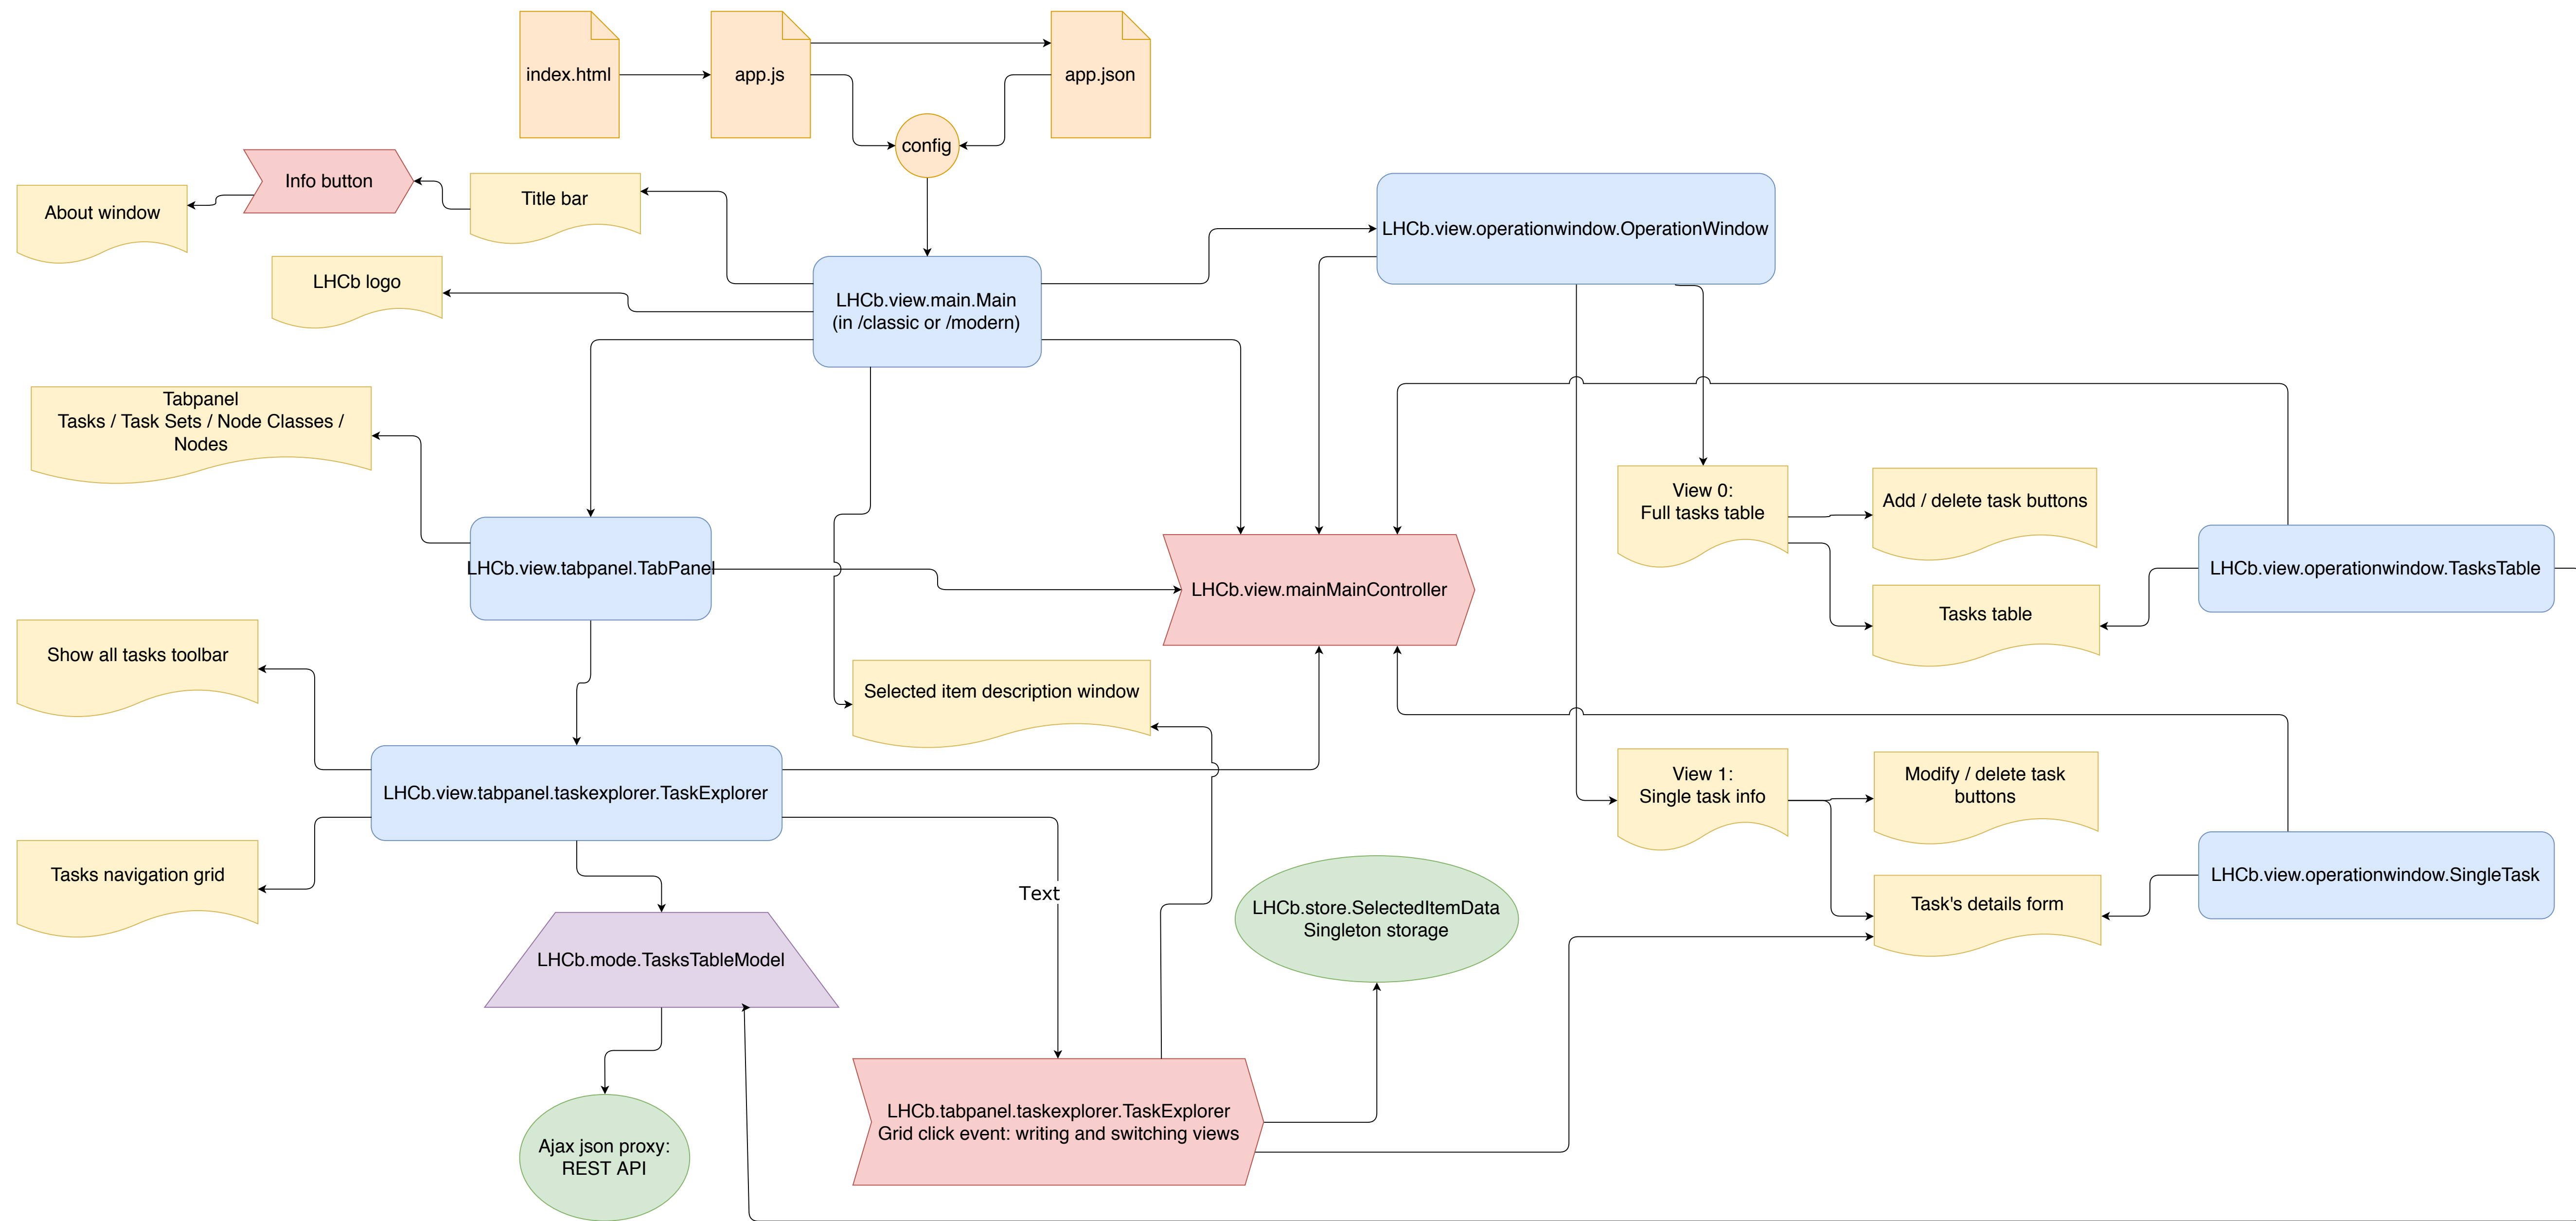 index.html
app.js
app.json
config
Info button
Title bar
About window
LHCb.view.operationwindow.OperationWindow
LHCb logo
LHCb.view.main.Main
(in /classic or /modern)
Tabpanel
Tasks / Task Sets / Node Classes /
Nodes
View 0:
Full tasks table
Add / delete task buttons
LHCb.view.tabpanel.TabPanel
LHCb.view.mainMainController
LHCb.view.operationwindow.TasksTable
Tasks table
Show all tasks toolbar
Selected item description window
LHCb.view.tabpanel.taskexplorer.TaskExplorer
View 1:
Single task info
Modify / delete task
buttons
Tasks navigation grid
Text
LHCb.store.SelectedItemData
Singleton storage
Task's details form
LHCb.view.operationwindow.SingleTask
LHCb.mode.TasksTableModel
LHCb.tabpanel.taskexplorer.TaskExplorer
Grid click event: writing and switching views
Ajax json proxy:
REST API